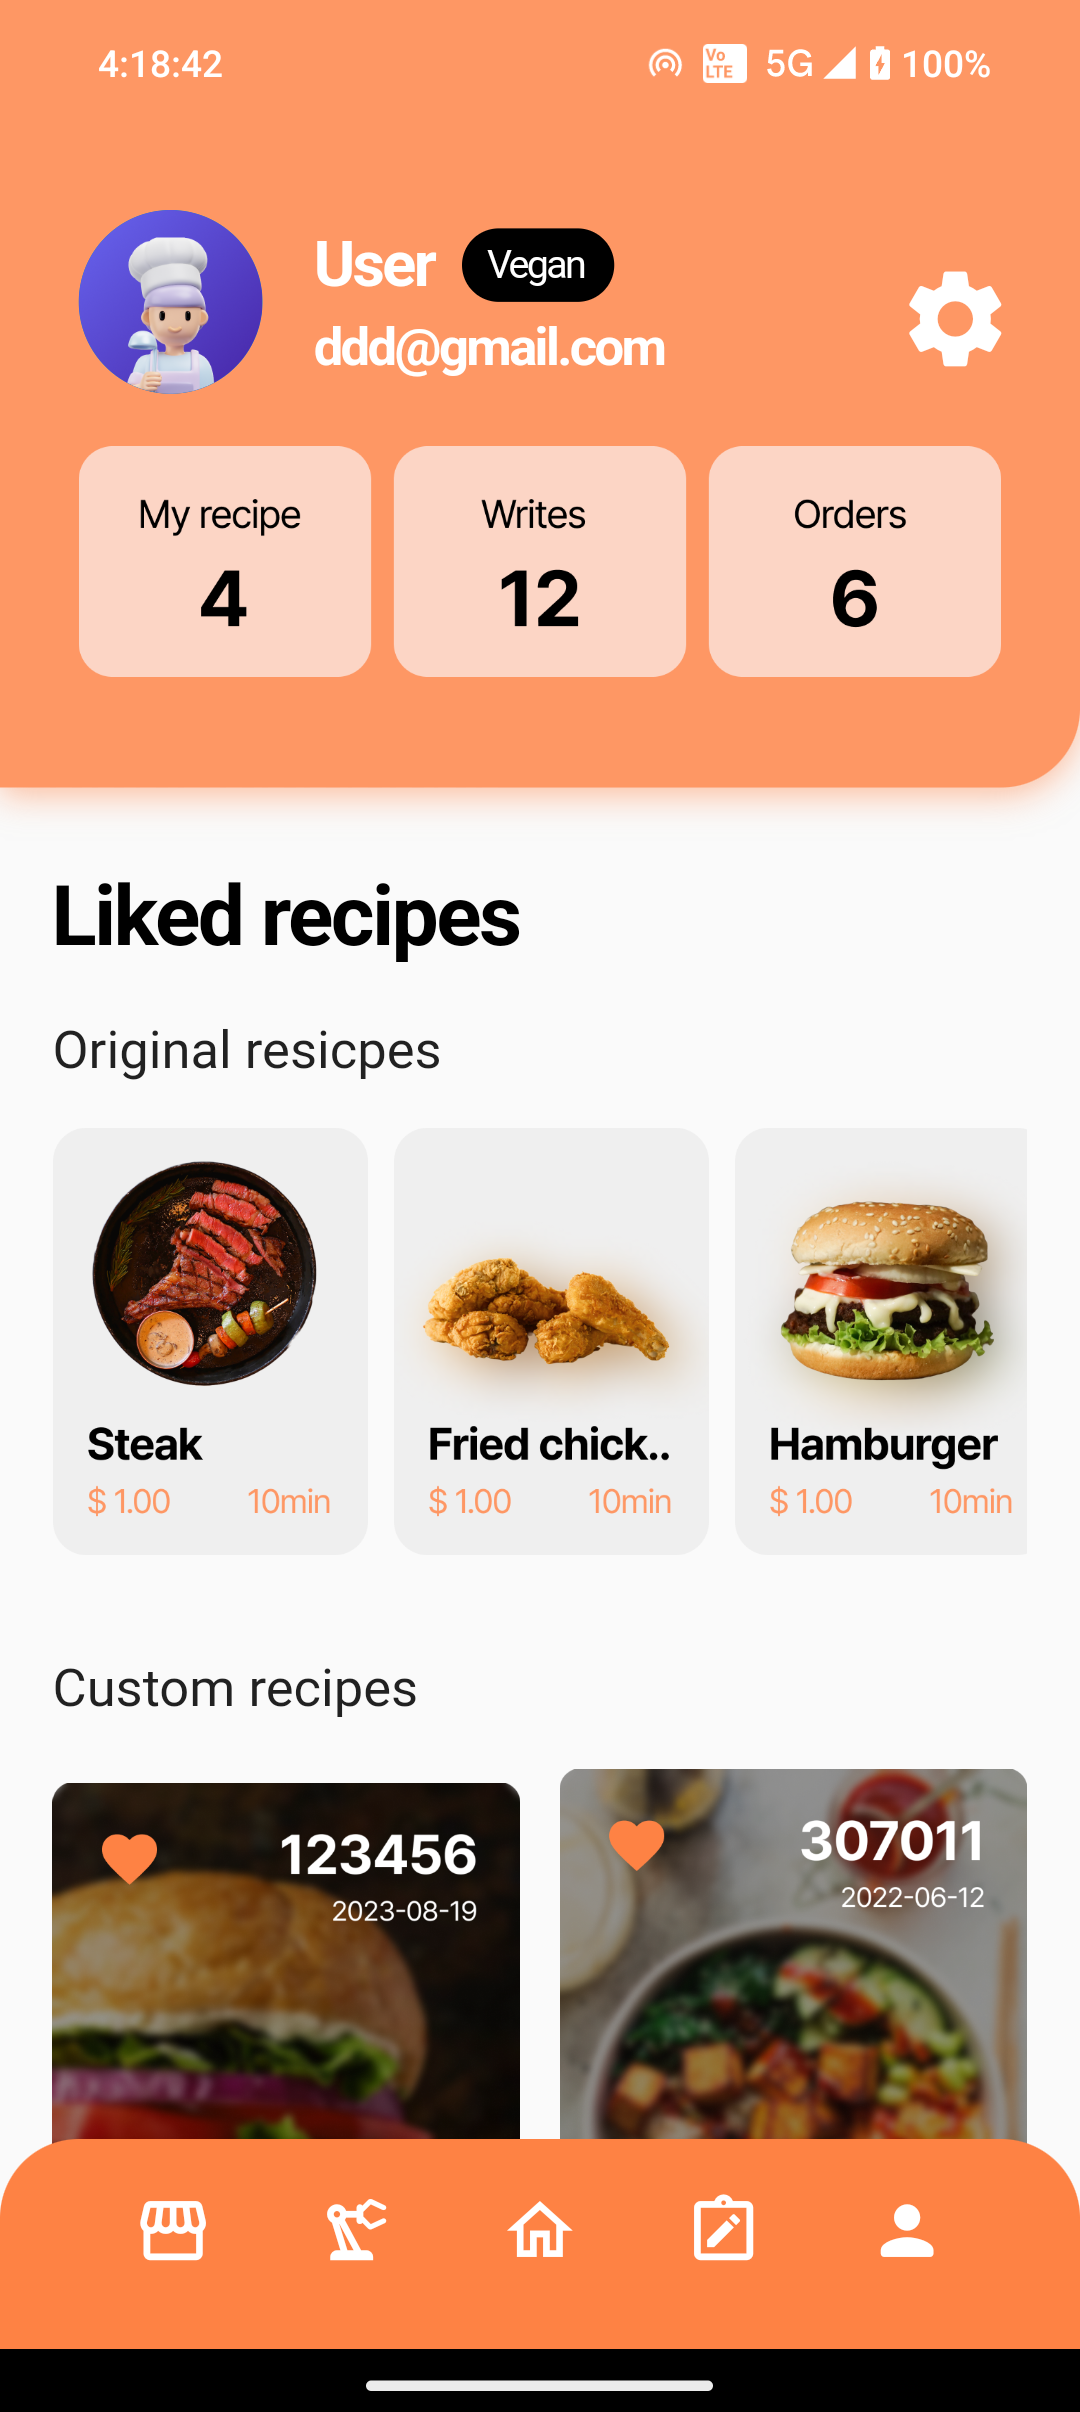 4:18:42 Vo LTE 5G 100%
User Vegan
ddd@gmail.com
My recipe Writes Orders
4 12 6
Liked recipes
Original resicpes
Steak Fried chick.. Hamburger
$ 1.00 10min $ 1.00 10min $ 1.00 10min
Custom recipes
123456 307011
2023-08-19 2022-06-12